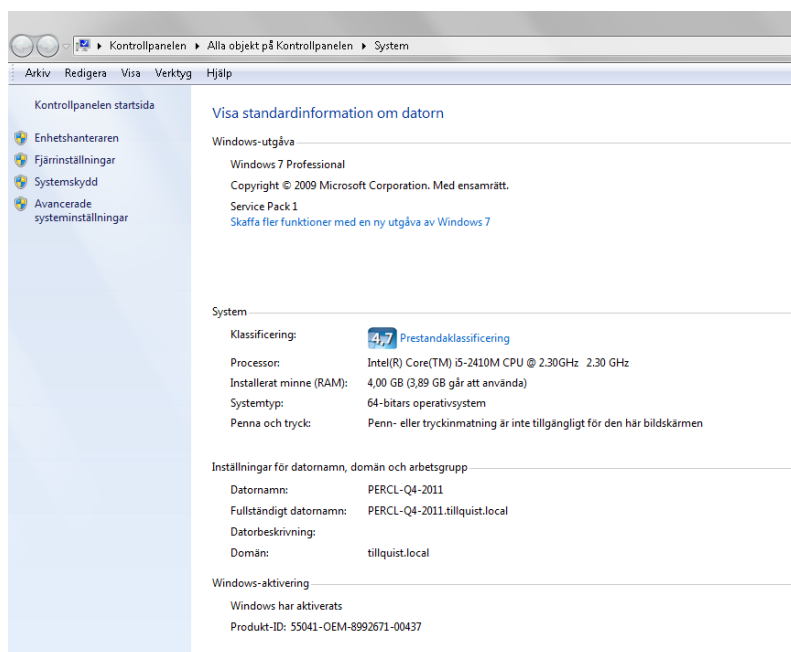 Kontrollpanelen ▸ Alla objekt på Kontrollpanelen ▸ System
Arkiv Redigera Visa Verktyg Hjälp
Kontrollpanelen startsida
Enhetshanteraren
Fjärrinställningar
Systemskydd
Avancerade
systeminställningar
Visa standardinformation om datorn
Windows-utgåva
Windows 7 Professional
Copyright © 2009 Microsoft Corporation. Med ensamrätt.
Service Pack 1
Skaffa fler funktioner med en ny utgåva av Windows 7
System
Klassificering: 4,7 Prestandaklassificering
Processor: Intel(R) Core(TM) i5-2410M CPU @ 2.30GHz 2.30 GHz
Installerat minne (RAM): 4,00 GB (3,89 GB går att använda)
Systemtyp: 64-bitars operativsystem
Penna och tryck: Penn- eller tryckinmatning är inte tillgängligt för den här bildskärmen
Inställningar för datornamn, domän och arbetsgrupp
Datornamn: PERCL-Q4-2011
Fullständigt datornamn: PERCL-Q4-2011.tillquist.local
Datorbeskrivning:
Domän: tillquist.local
Windows-aktivering
Windows har aktiverats
Produkt-ID: 55041-OEM-8992671-00437